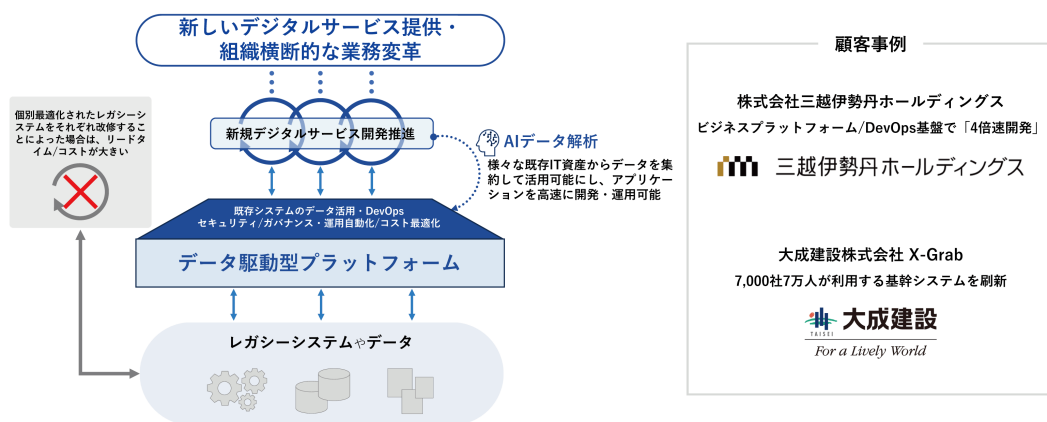 新しいデジタルサービス提供・
組織横断的な業務変革
個別最適化されたレガシーシ
ステムをそれぞれ改修するこ
とによった場合は、リードタ
イム/コストが大きい
新規デジタルサービス開発推進
AIデータ解析
様々な既存IT資産からデータを集
約して活用可能にし、アプリケー
ションを高速に開発・運用可能
既存システムのデータ活用・DevOps
セキュリティ/ガバナンス・運用自動化/コスト最適化
データ駆動型プラットフォーム
レガシーシステムやデータ
顧客事例
株式会社三越伊勢丹ホールディングス
ビジネスプラットフォーム/DevOps基盤で「4倍速開発」
三越伊勢丹ホールディングス
大成建設株式会社 X-Grab
7,000社7万人が利用する基幹システムを刷新
TAISEI
大成建設
For a Lively World